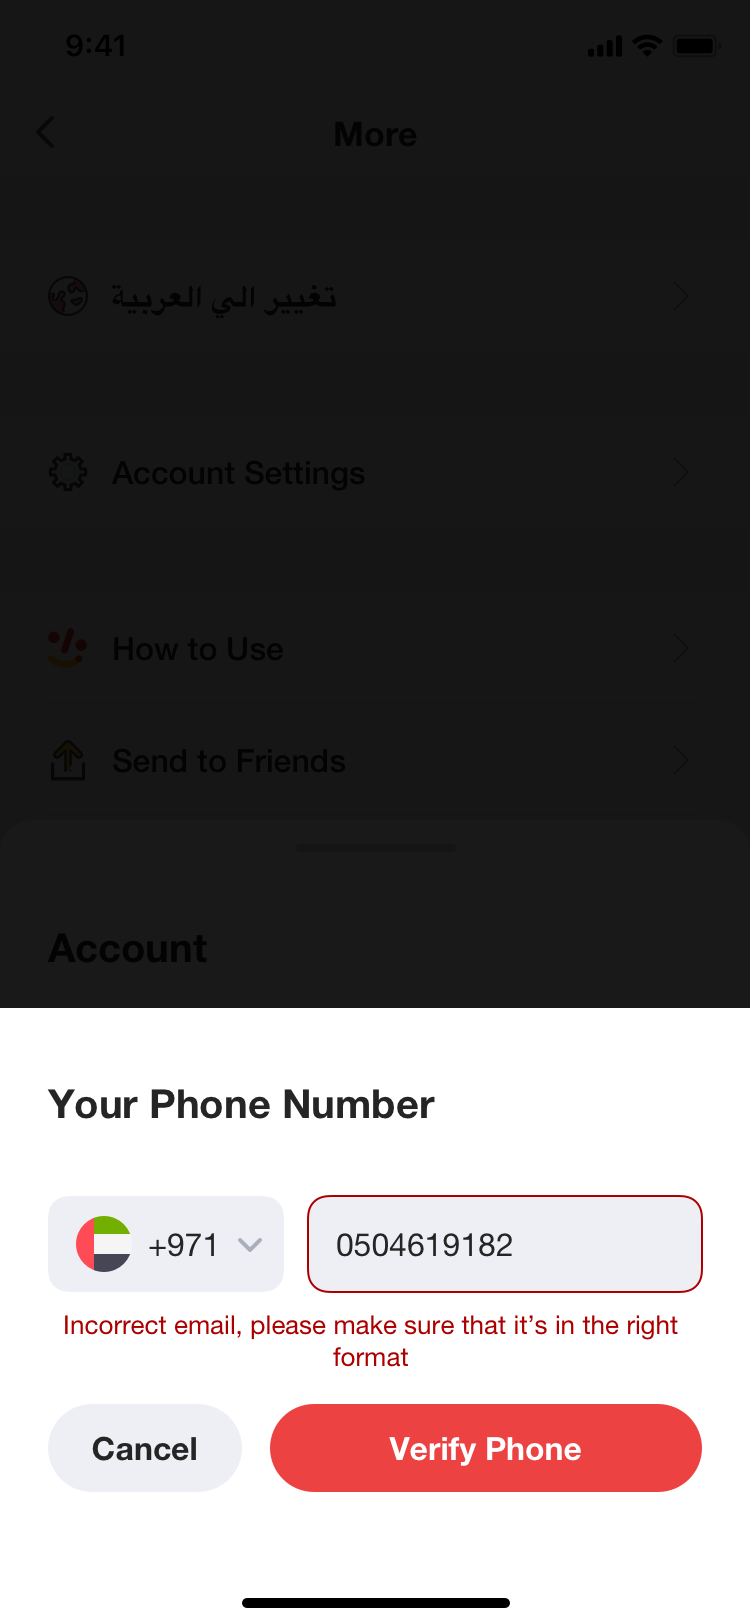 9:41
More
تغيير الي العربية
Account Settings
How to Use
Send to Friends
Account
Your Phone Number
+971
0504619182
Incorrect email, please make sure that it’s in the right
format
Cancel
Verify Phone